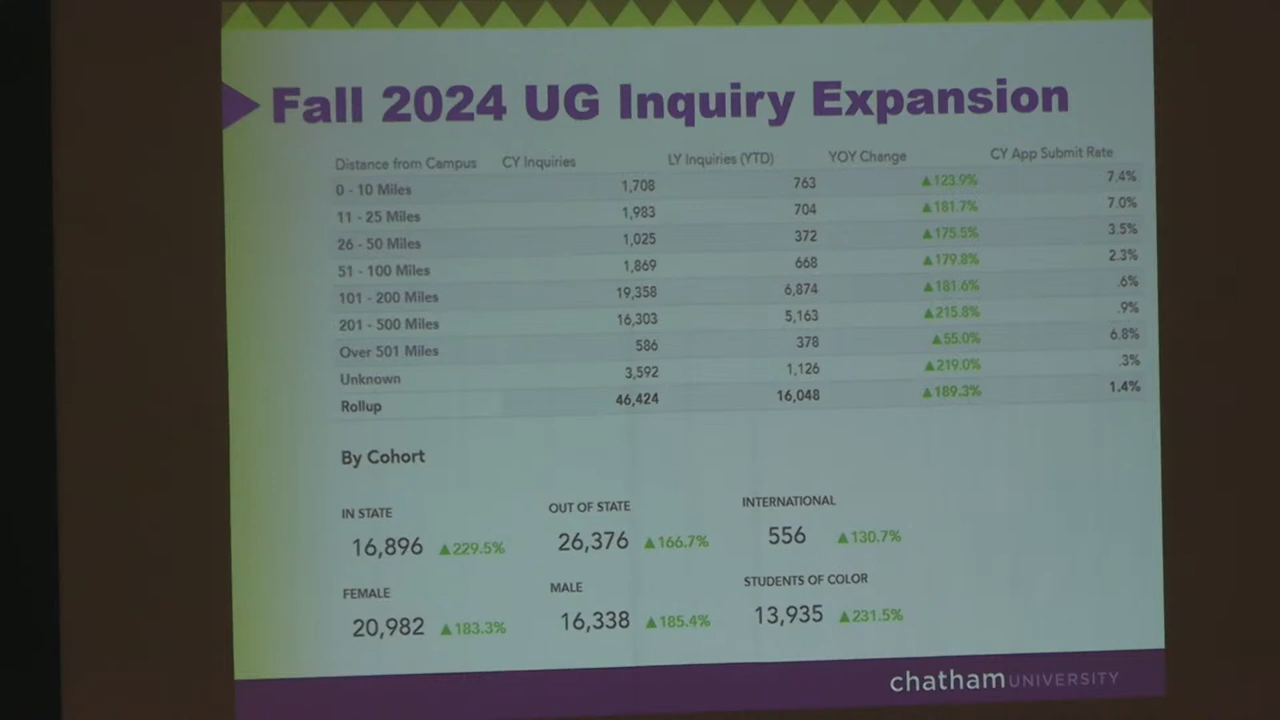 Fall 2024 UG Inquiry Expansion
Distance from Campus CY Inquiries LY Inquiries (YTD) YOY Change CY App Submit Rate
0 - 10 Miles 1,708 763 ▲123.9% 7.4%
11 - 25 Miles 1,983 704 ▲181.7% 7.0%
26 - 50 Miles 1,025 372 ▲175.5% 3.5%
51 - 100 Miles 1,869 668 ▲179.8% 2.3%
101 - 200 Miles 19,358 6,874 ▲181.6% .6%
201 - 500 Miles 16,303 5,163 ▲215.8% .9%
Over 501 Miles 586 378 ▲55.0% 6.8%
Unknown 3,592 1,126 ▲219.0% .3%
Rollup 46,424 16,048 ▲189.3% 1.4%
By Cohort
IN STATE OUT OF STATE INTERNATIONAL
16,896 ▲229.5% 26,376 ▲166.7% 556 ▲130.7%
FEMALE MALE STUDENTS OF COLOR
20,982 ▲183.3% 16,338 ▲185.4% 13,935 ▲231.5%
chatham UNIVERSITY